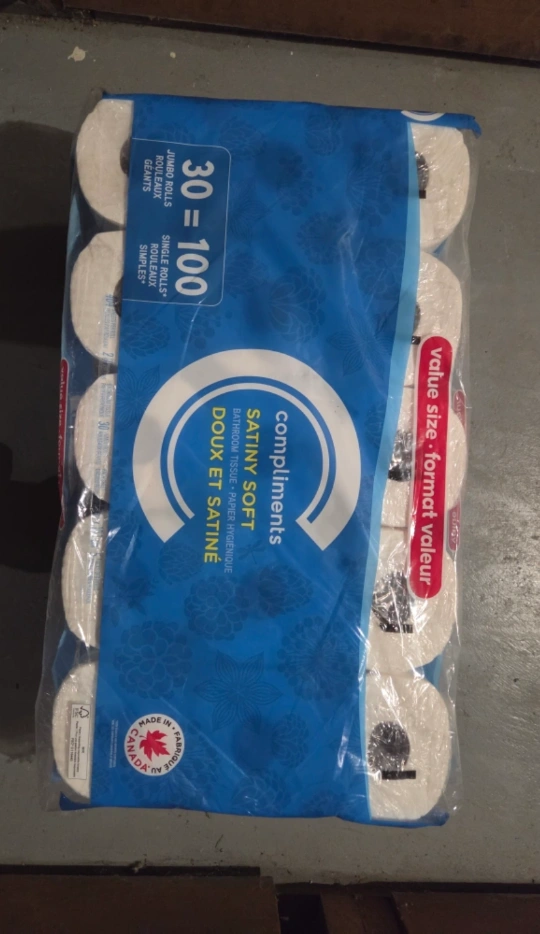 value size • format valeur
30 = 100
JUMBO ROLLS
ROULEAUX
GÉANTS
SINGLE ROLLS*
ROULEAUX
SIMPLES*
compliments
SATINY SOFT
BATHROOM TISSUE • PAPIER HYGIÉNIQUE
DOUX ET SATINÉ
MADE IN • FABRIQUÉ AU
CANADA